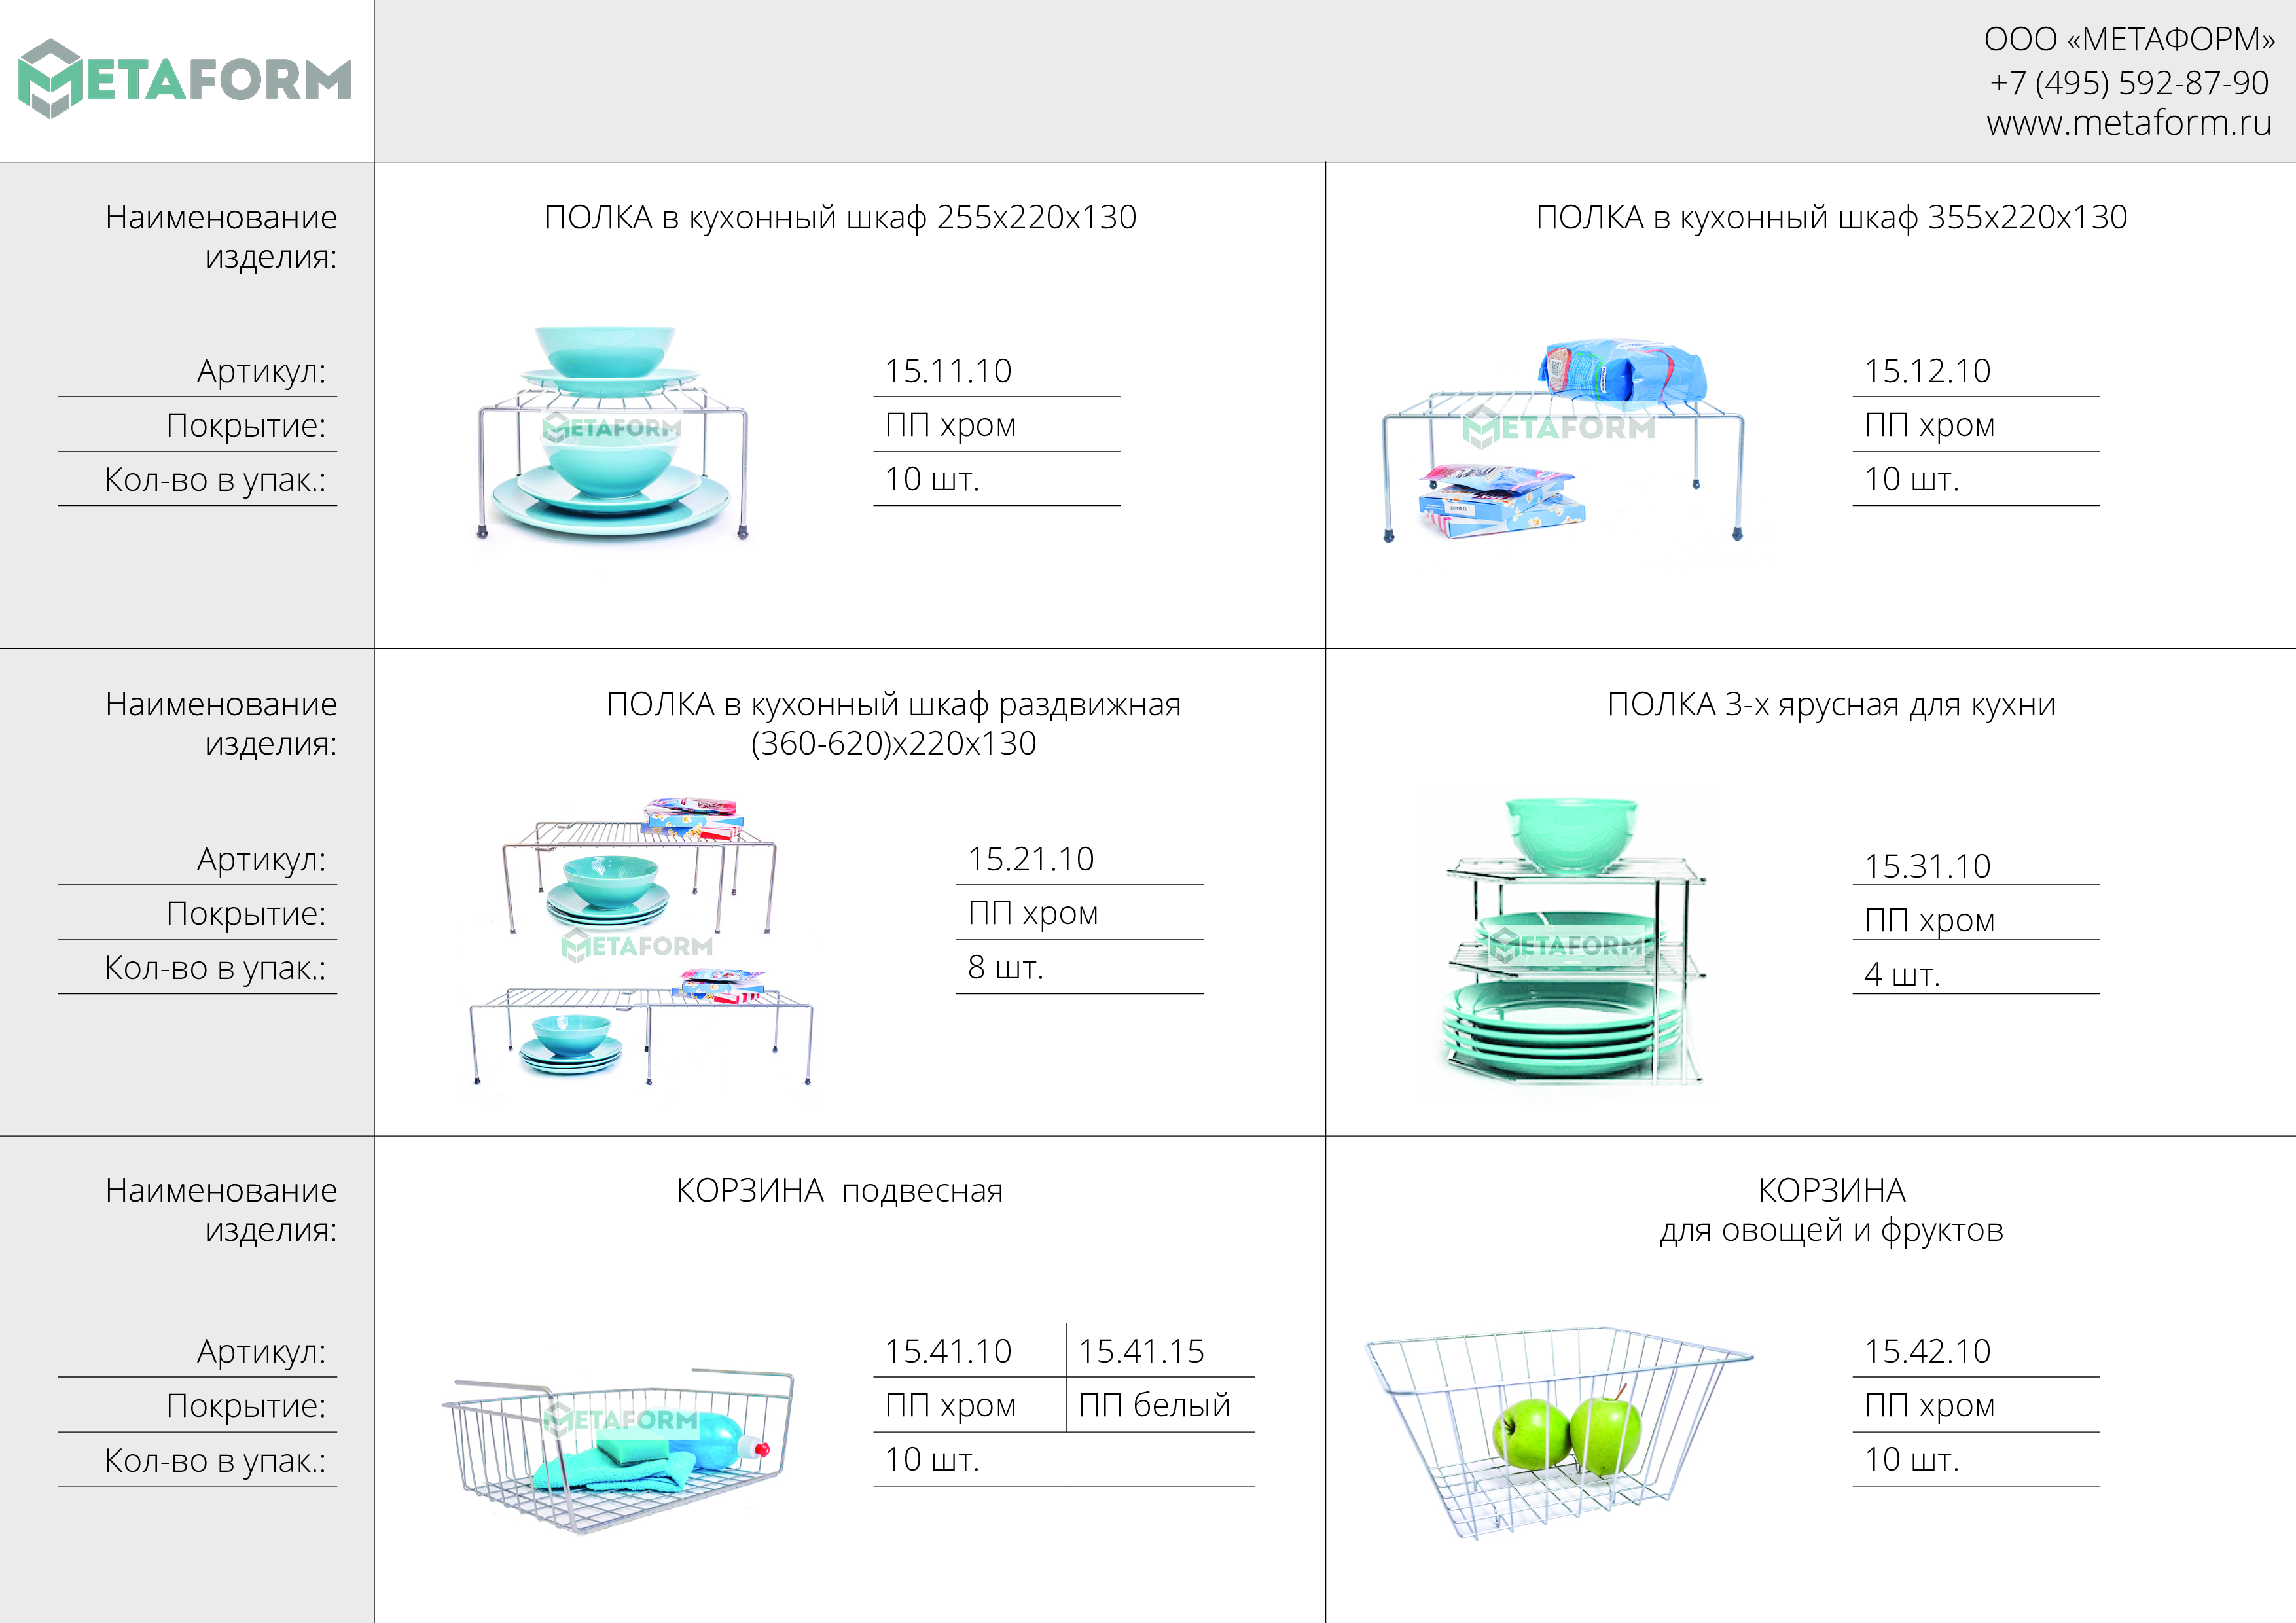 METAFORM
ООО «МЕТАФОРМ»
+7 (495) 592-87-90
www.metaform.ru
Наименование
изделия:
Артикул:
Покрытие:
Кол-во в упак.:
ПОЛКА в кухонный шкаф 255х220х130
METAFORM
15.11.10
ПП хром
10 шт.
ПОЛКА в кухонный шкаф 355х220х130
METAFORM
15.12.10
ПП хром
10 шт.
Наименование
изделия:
Артикул:
Покрытие:
Кол-во в упак.:
ПОЛКА в кухонный шкаф раздвижная
(360-620)х220х130
METAFORM
15.21.10
ПП хром
8 шт.
ПОЛКА 3-х ярусная для кухни
METAFORM
15.31.10
ПП хром
4 шт.
Наименование
изделия:
Артикул:
Покрытие:
Кол-во в упак.:
КОРЗИНА подвесная
METAFORM
15.41.10 15.41.15
ПП хром ПП белый
10 шт.
КОРЗИНА
для овощей и фруктов
15.42.10
ПП хром
10 шт.